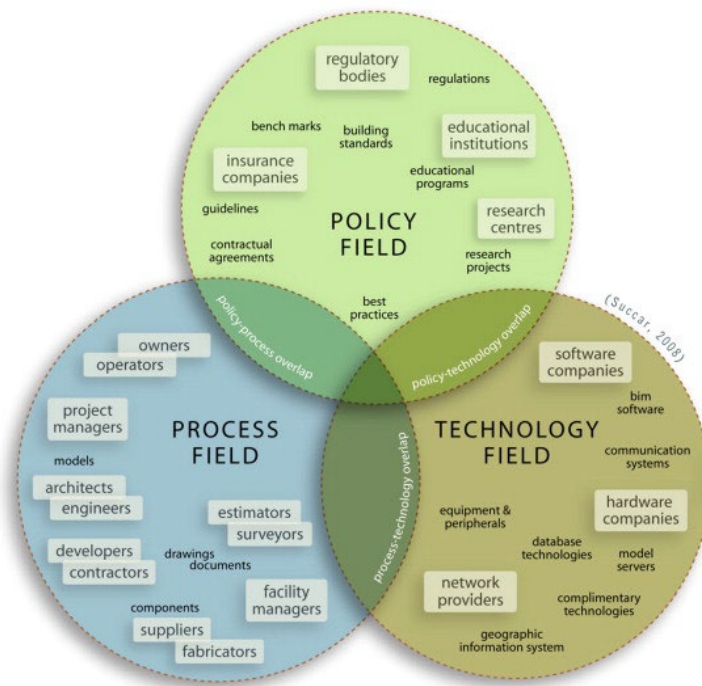 regulatory
bodies
regulations
bench marks
building
standards
educational
institutions
insurance
companies
educational
programs
guidelines
research
centres
POLICY
FIELD
contractual
agreements
research
projects
best
practices
policy-process overlap
policy-technology overlap
(Succar, 2008)
owners
operators
project
managers
PROCESS
FIELD
models
architects
engineers
estimators
surveyors
developers
contractors
drawings
documents
facility
managers
components
suppliers
fabricators
process-technology overlap
software
companies
bim
software
TECHNOLOGY
FIELD
communication
systems
equipment &
peripherals
hardware
companies
database
technologies
model
servers
network
providers
complimentary
technologies
geographic
information system